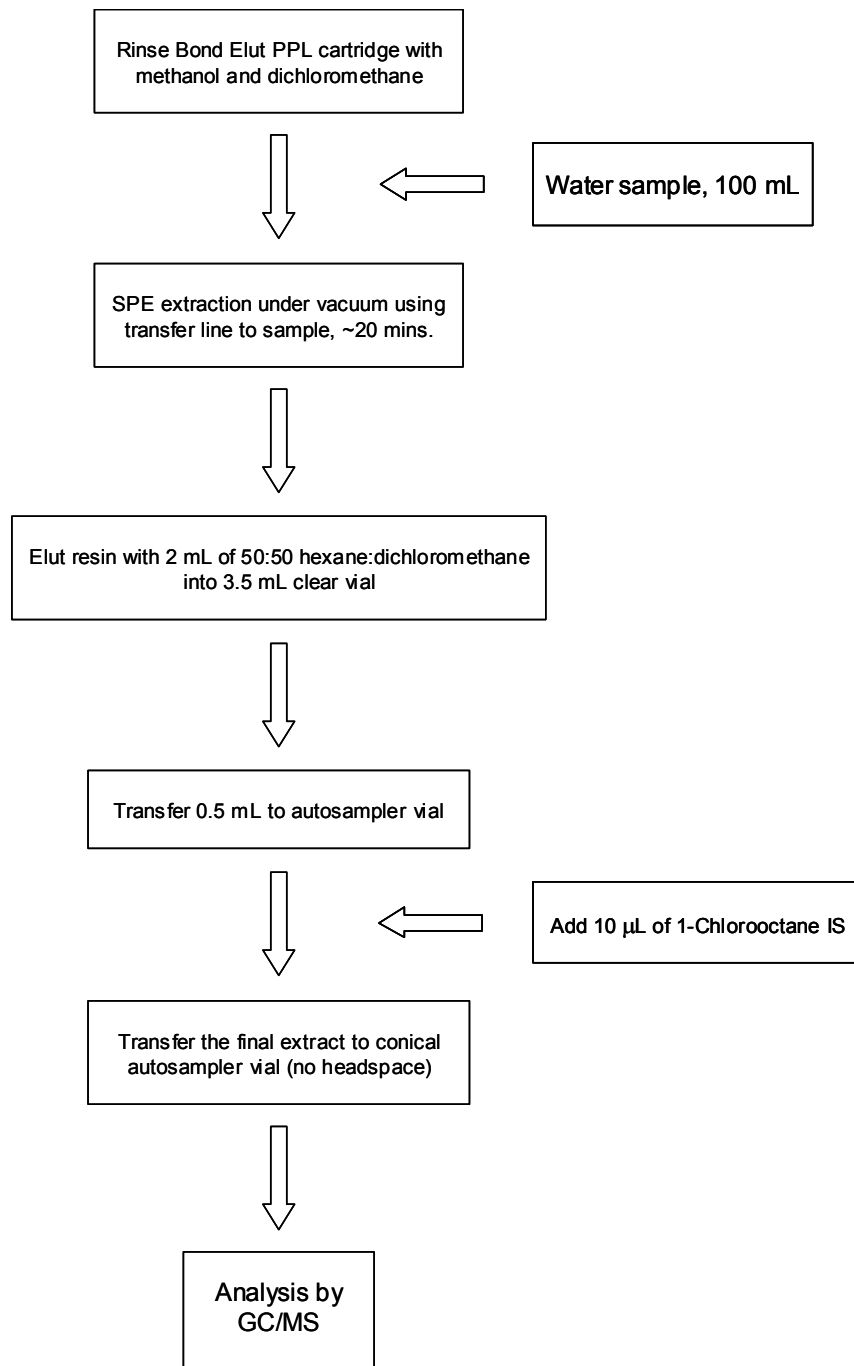 Rinse Bond Elut PPL cartridge with
methanol and dichloromethane
Water sample, 100 mL
SPE extraction under vacuum using
transfer line to sample, ~20 mins.
Elut resin with 2 mL of 50:50 hexane:dichloromethane
into 3.5 mL clear vial
Transfer 0.5 mL to autosampler vial
Add 10 μL of 1-Chlorooctane IS
Transfer the final extract to conical
autosampler vial (no headspace)
Analysis by
GC/MS